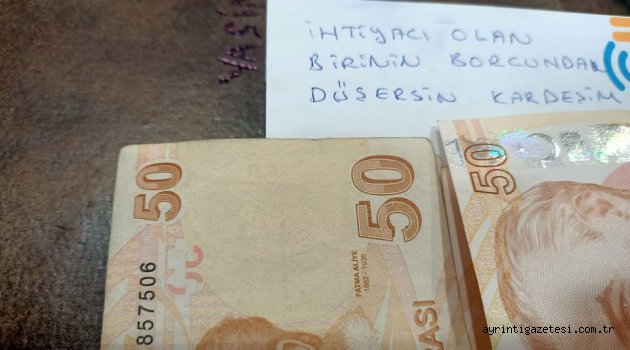 İHTİYACI OLAN
BİRİNİN BORCUNDAN
DÜŞERSİN KARDEŞİM
50
50
50
857506
FATMA ALİYE
1862 - 1936
ASI
ayrintigazetesi.com.tr